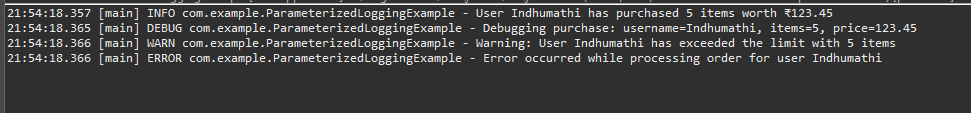 21:54:18.357 [main] INFO com.example.ParameterizedLoggingExample - User Indhumathi has purchased 5 items worth ₹123.45
21:54:18.365 [main] DEBUG com.example.ParameterizedLoggingExample - Debugging purchase: username=Indhumathi, items=5, price=123.45
21:54:18.366 [main] WARN com.example.ParameterizedLoggingExample - Warning: User Indhumathi has exceeded the limit with 5 items
21:54:18.366 [main] ERROR com.example.ParameterizedLoggingExample - Error occurred while processing order for user Indhumathi